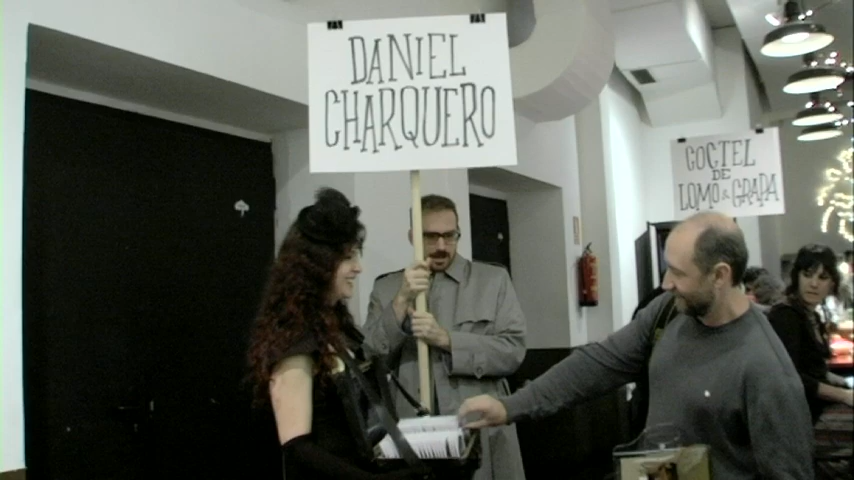 DANIEL
CHARQUERO
COCTEL
DE
LOMO & GRAPA